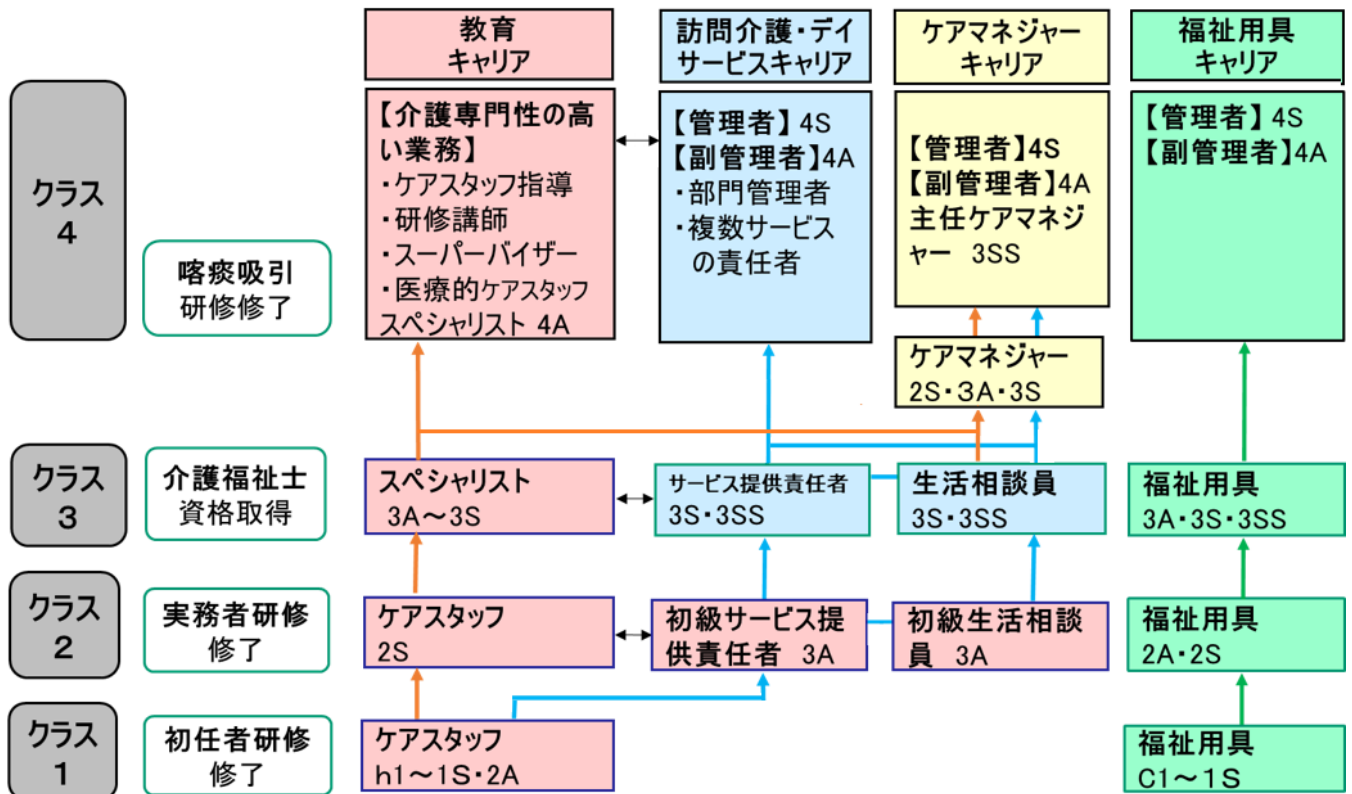 教育
キャリア
訪問介護・デイ
サービスキャリア
ケアマネジャー
キャリア
福祉用具
キャリア
クラス
4
喀痰吸引
研修修了
【介護専門性の高
い業務】
・ケアスタッフ指導
・研修講師
・スーパーバイザー
・医療的ケアスタッフ
スペシャリスト 4A
【管理者】 4S
【副管理者】4A
・部門管理者
・複数サービス
の責任者
【管理者】4S
【副管理者】4A
主任ケアマネジ
ャー 3SS
【管理者】 4S
【副管理者】4A
ケアマネジャー
2S・3A・3S
クラス
3
介護福祉士
資格取得
スペシャリスト
3A～3S
サービス提供責任者
3S・3SS
生活相談員
3S・3SS
福祉用具
3A・3S・3SS
クラス
2
実務者研修
修了
ケアスタッフ
2S
初級サービス提
供責任者 3A
初級生活相談
員 3A
福祉用具
2A・2S
クラス
1
初任者研修
修了
ケアスタッフ
h1～1S・2A
福祉用具
C1～1S